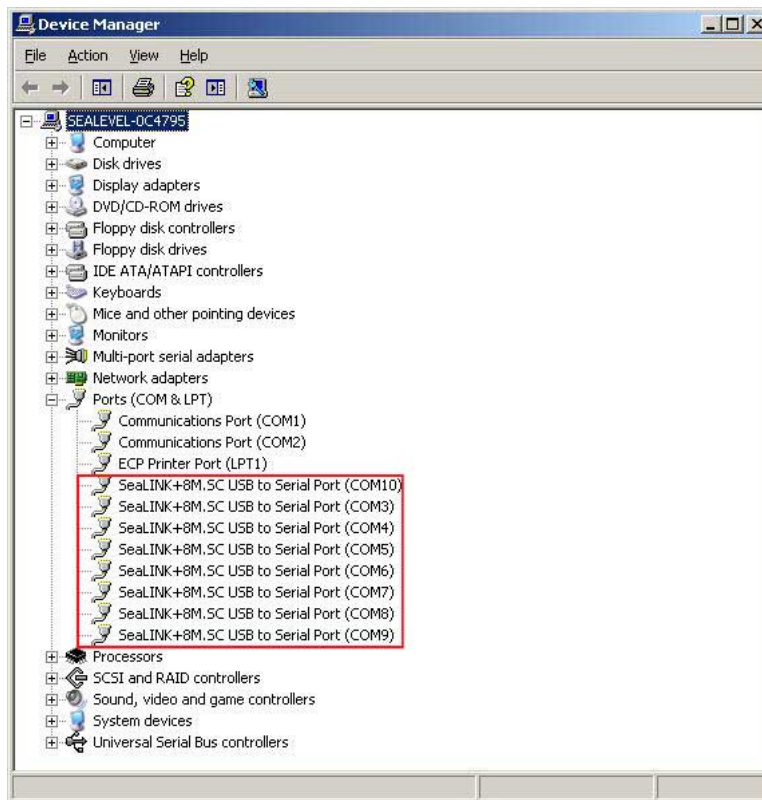 Device Manager
File Action View Help
SEALEVEL-0C4795
Computer
Disk drives
Display adapters
DVD/CD-ROM drives
Floppy disk controllers
Floppy disk drives
IDE ATA/ATAPI controllers
Keyboards
Mice and other pointing devices
Monitors
Multi-port serial adapters
Network adapters
Ports (COM & LPT)
Communications Port (COM1)
Communications Port (COM2)
ECP Printer Port (LPT1)
SeaLINK+8M.SC USB to Serial Port (COM10)
SeaLINK+8M.SC USB to Serial Port (COM3)
SeaLINK+8M.SC USB to Serial Port (COM4)
SeaLINK+8M.SC USB to Serial Port (COM5)
SeaLINK+8M.SC USB to Serial Port (COM6)
SeaLINK+8M.SC USB to Serial Port (COM7)
SeaLINK+8M.SC USB to Serial Port (COM8)
SeaLINK+8M.SC USB to Serial Port (COM9)
Processors
SCSI and RAID controllers
Sound, video and game controllers
System devices
Universal Serial Bus controllers